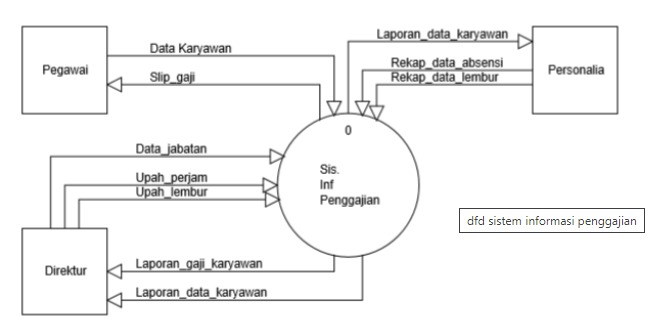 Laporan_data_karyawan
Data Karyawan
Pegawai
Rekap_data_absensi
Personalia
Slip_gaji
Rekap_data_lembur
0
Data_jabatan
Sis.
Inf
Penggajian
Upah_perjam
Upah_lembur
dfd sistem informasi penggajian
Direktur
Laporan_gaji_karyawan
Laporan_data_karyawan